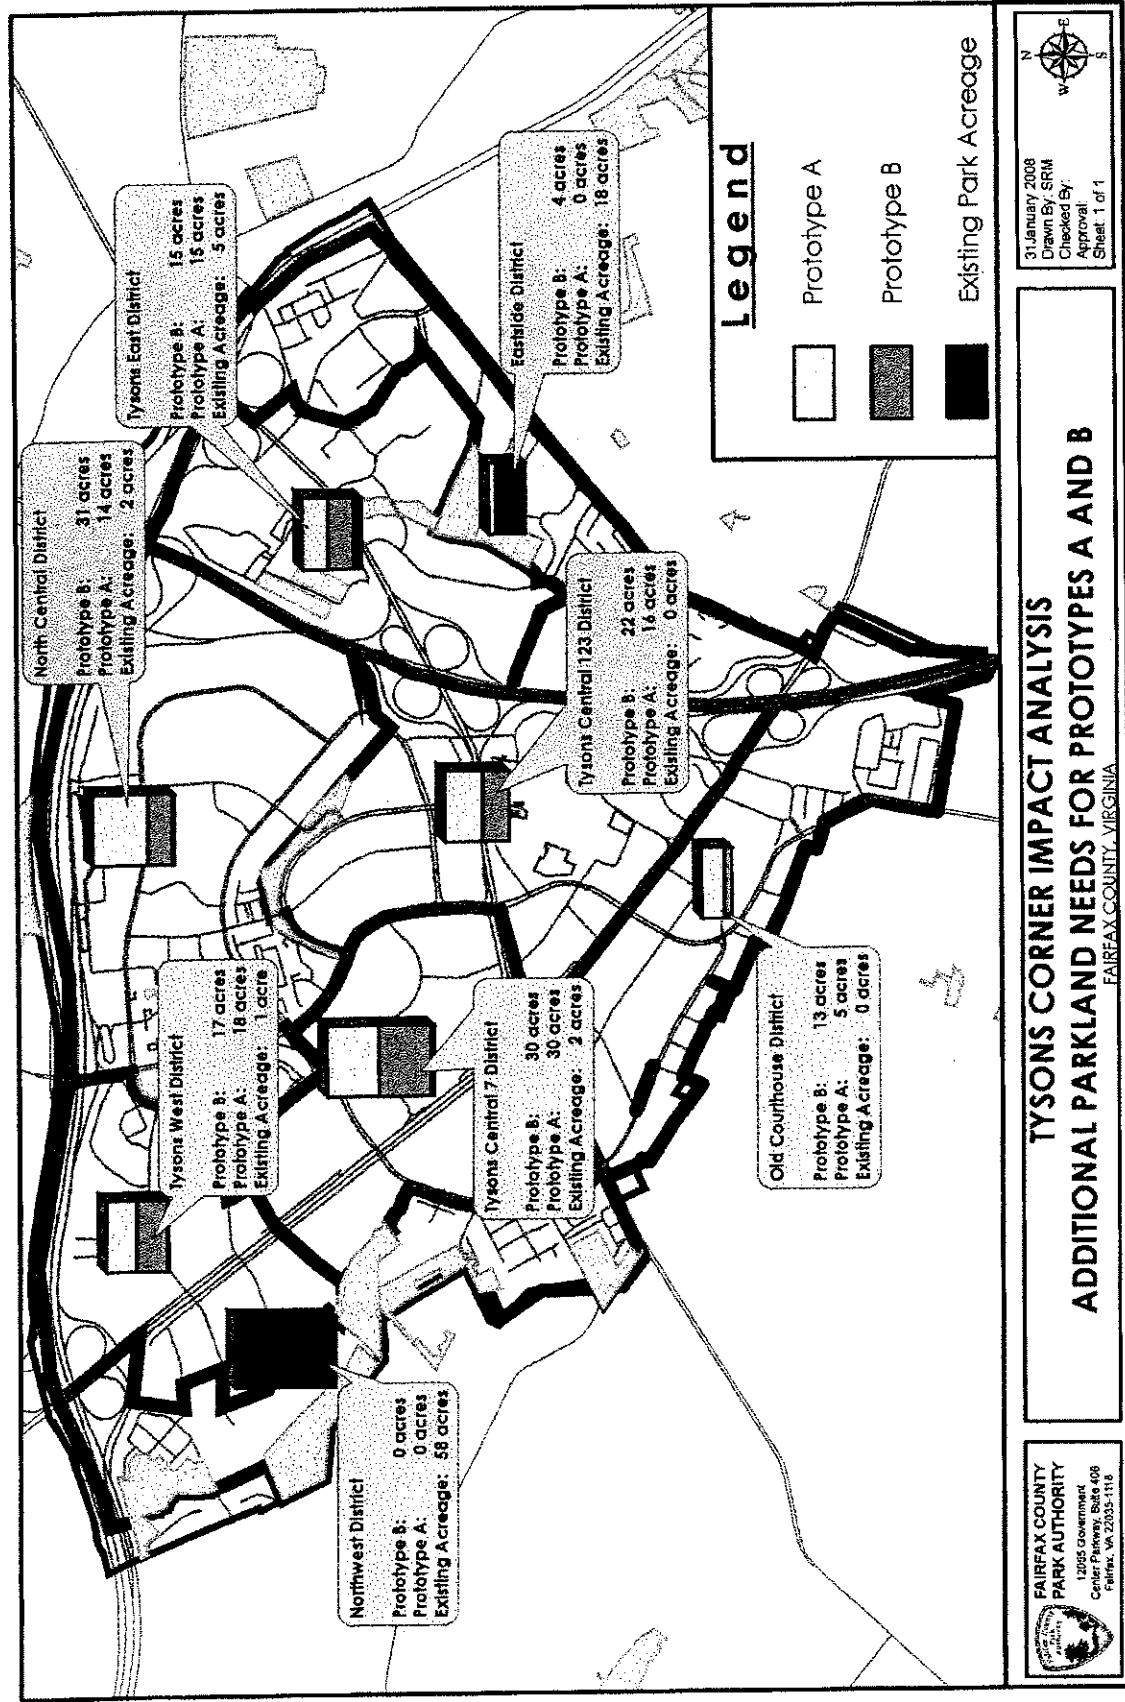 North Central District
Prototype B: 31 acres
Prototype A: 14 acres
Existing Acreage: 2 acres
Tysons East District
Prototype B: 15 acres
Prototype A: 15 acres
Existing Acreage: 5 acres
Tysons West District
Prototype B: 17 acres
Prototype A: 18 acres
Existing Acreage: 1 acre
Northwest District
Prototype B: 0 acres
Prototype A: 0 acres
Existing Acreage: 58 acres
Tysons Central 7 District
Prototype B: 30 acres
Prototype A: 30 acres
Existing Acreage: 2 acres
Tysons Central 123 District
Prototype B: 22 acres
Prototype A: 16 acres
Existing Acreage: 0 acres
Eastside District
Prototype B: 4 acres
Prototype A: 0 acres
Existing Acreage: 18 acres
Old Courthouse District
Prototype B: 13 acres
Prototype A: 5 acres
Existing Acreage: 0 acres
Legend
Prototype A
Prototype B
Existing Park Acreage
FAIRFAX COUNTY
PARK AUTHORITY
12055 Government
Center Parkway, Suite 406
Fairfax, VA 22035-1118
TYSONS CORNER IMPACT ANALYSIS
ADDITIONAL PARKLAND NEEDS FOR PROTOTYPES A AND B
FAIRFAX COUNTY, VIRGINIA
31 January 2008
Drawn By: SRM
Checked By:
Approval:
Sheet: 1 of 1
N
W
E
S